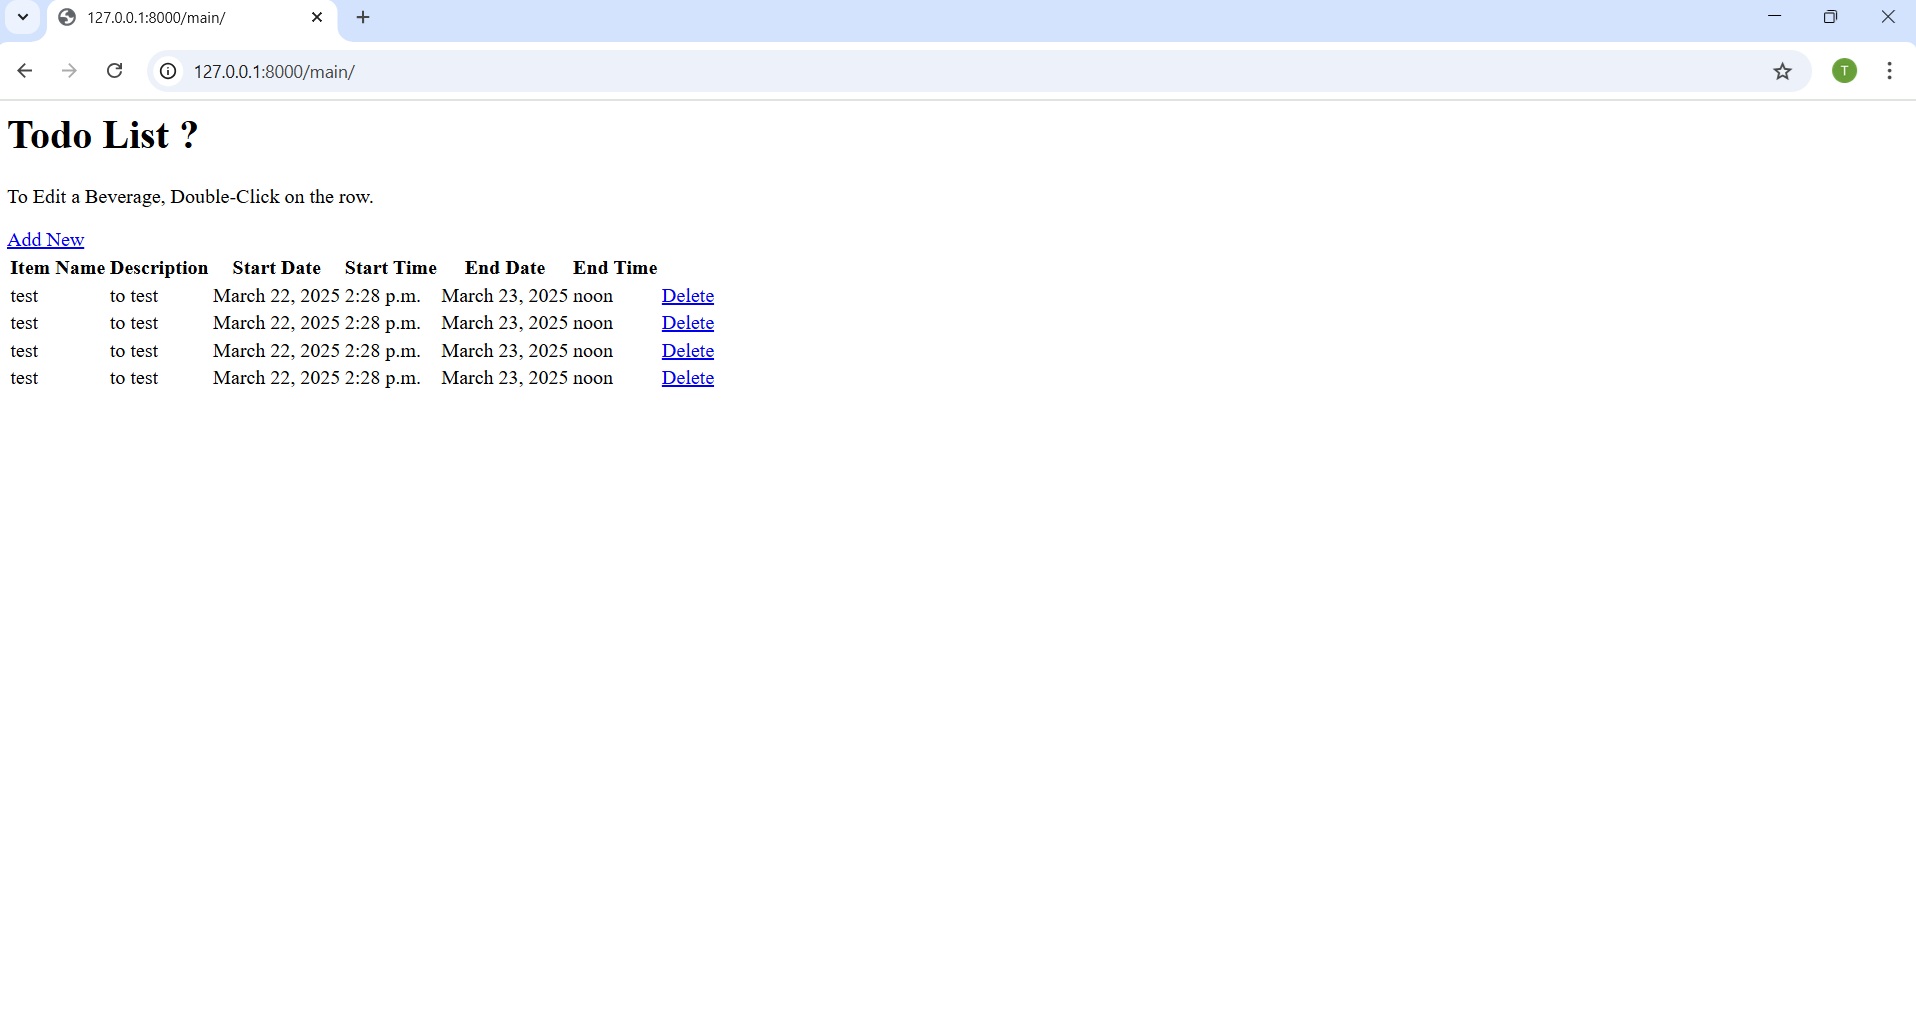 127.0.0.1:8000/main/
127.0.0.1:8000/main/
T
Todo List ?
To Edit a Beverage, Double-Click on the row.
Add New
Item Name Description Start Date Start Time End Date End Time
test to test March 22, 2025 2:28 p.m. March 23, 2025 noon Delete
test to test March 22, 2025 2:28 p.m. March 23, 2025 noon Delete
test to test March 22, 2025 2:28 p.m. March 23, 2025 noon Delete
test to test March 22, 2025 2:28 p.m. March 23, 2025 noon Delete